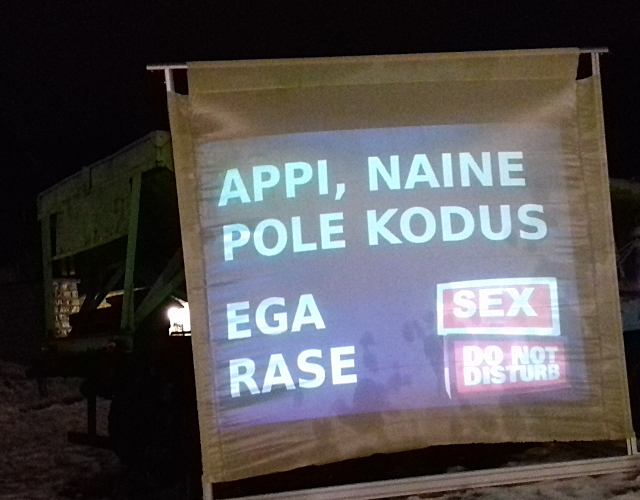 APPI, NAINE
POLE KODUS
EGA
RASE
SEX
DO NOT
DISTURB